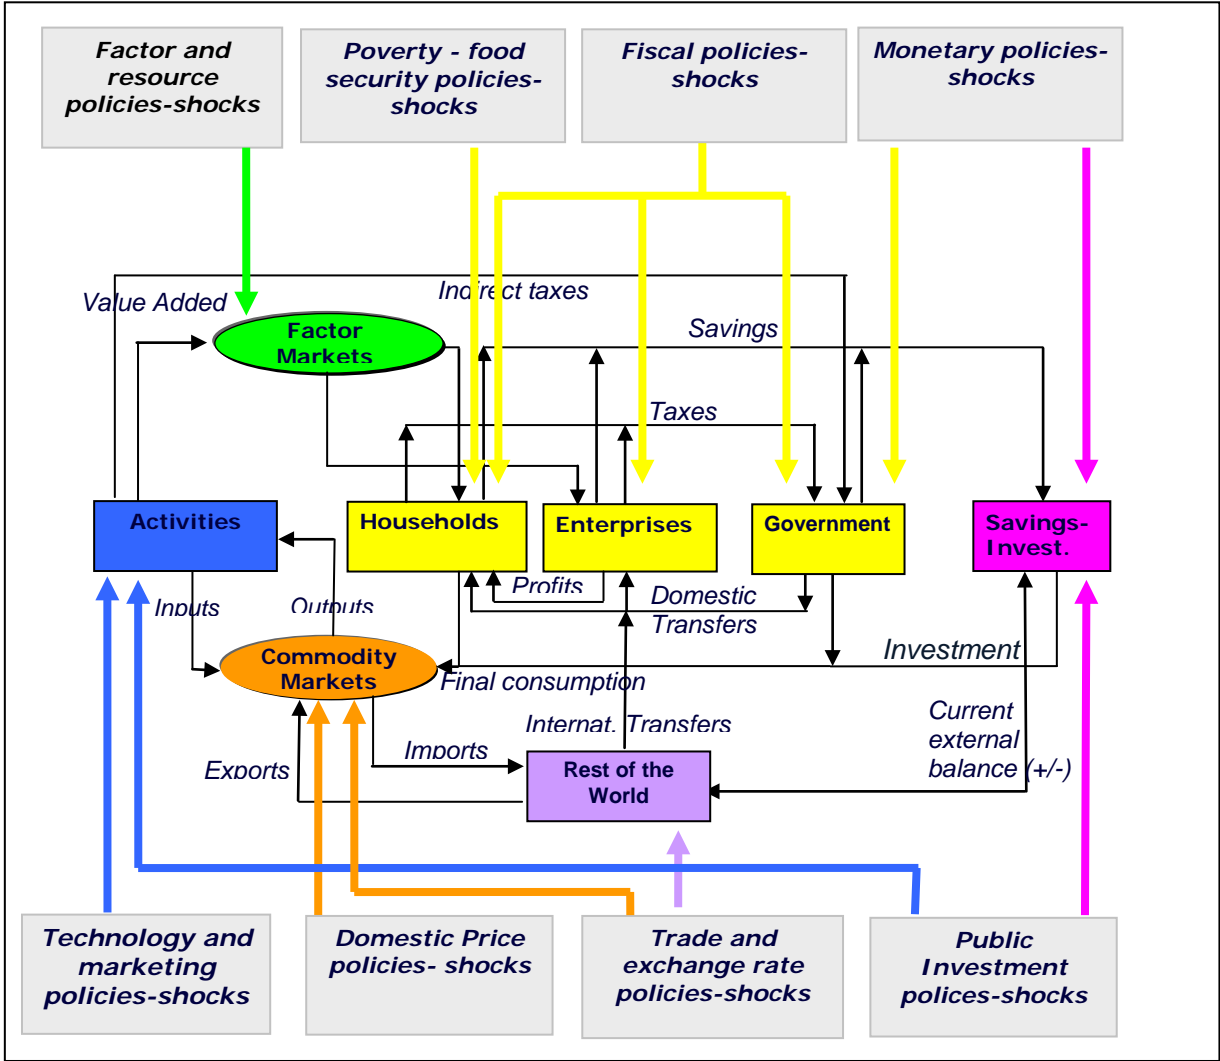 Factor and
resource
policies-shocks
Poverty - food
security policies-
shocks
Fiscal policies-
shocks
Monetary policies-
shocks
Value Added
Indirect taxes
Factor
Markets
Savings
Taxes
Activities
Households
Enterprises
Government
Savings-
Invest.
Inputs
Outputs
Profits
Domestic
Transfers
Commodity
Markets
Final consumption
Investment
Internat. Transfers
Current
external
balance (+/-)
Exports
Imports
Rest of the
World
Technology and
marketing
policies-shocks
Domestic Price
policies- shocks
Trade and
exchange rate
policies-shocks
Public
Investment
polices-shocks